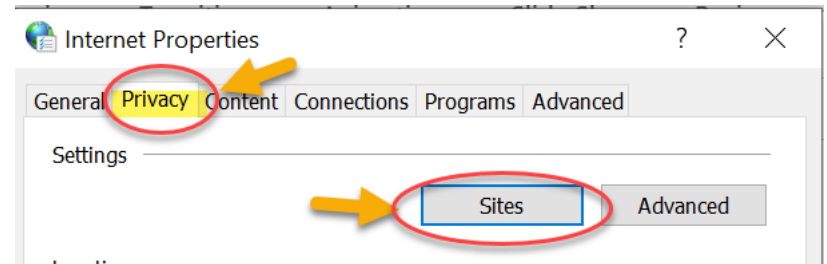 Internet Properties ?
General Privacy Content Connections Programs Advanced
Settings
Sites Advanced